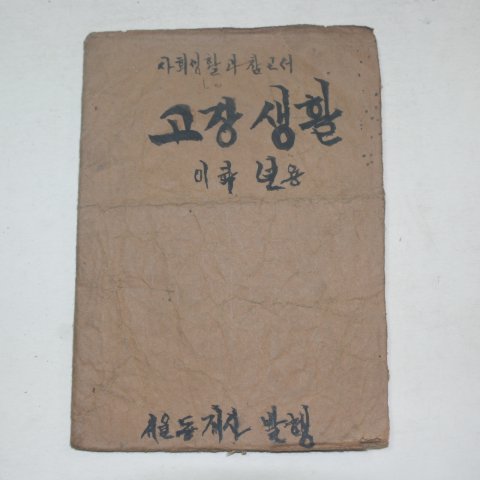 사회생활과 참고서
고장 생활
이학년용
서울 동지사 발행